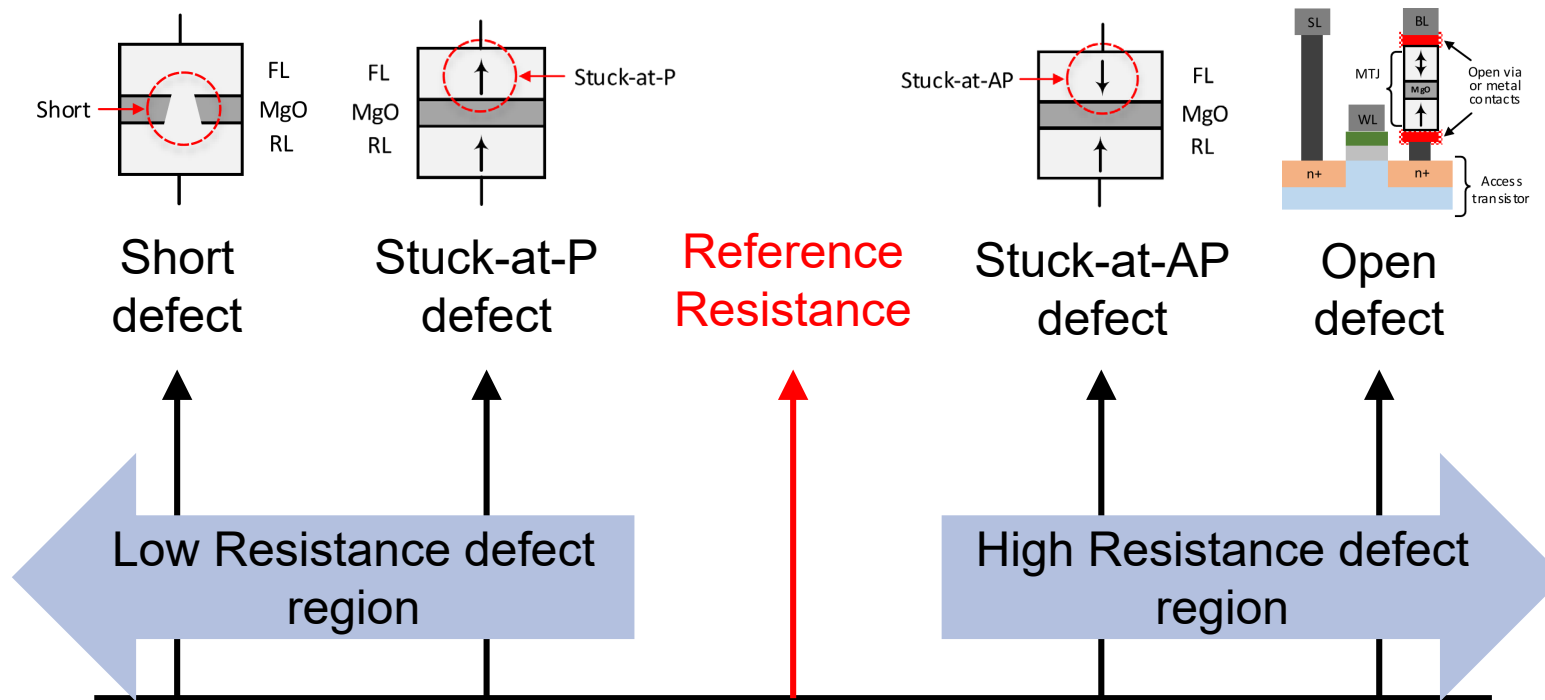 Short
FL
MgO
RL
FL
MgO
RL
Stuck-at-P
Stuck-at-AP
FL
MgO
RL
SL
BL
MTJ
MgO
WL
Open via
or metal
contacts
n+
n+
Access
transistor
Short
defect
Stuck-at-P
defect
Reference
Resistance
Stuck-at-AP
defect
Open
defect
Low Resistance defect
region
High Resistance defect
region